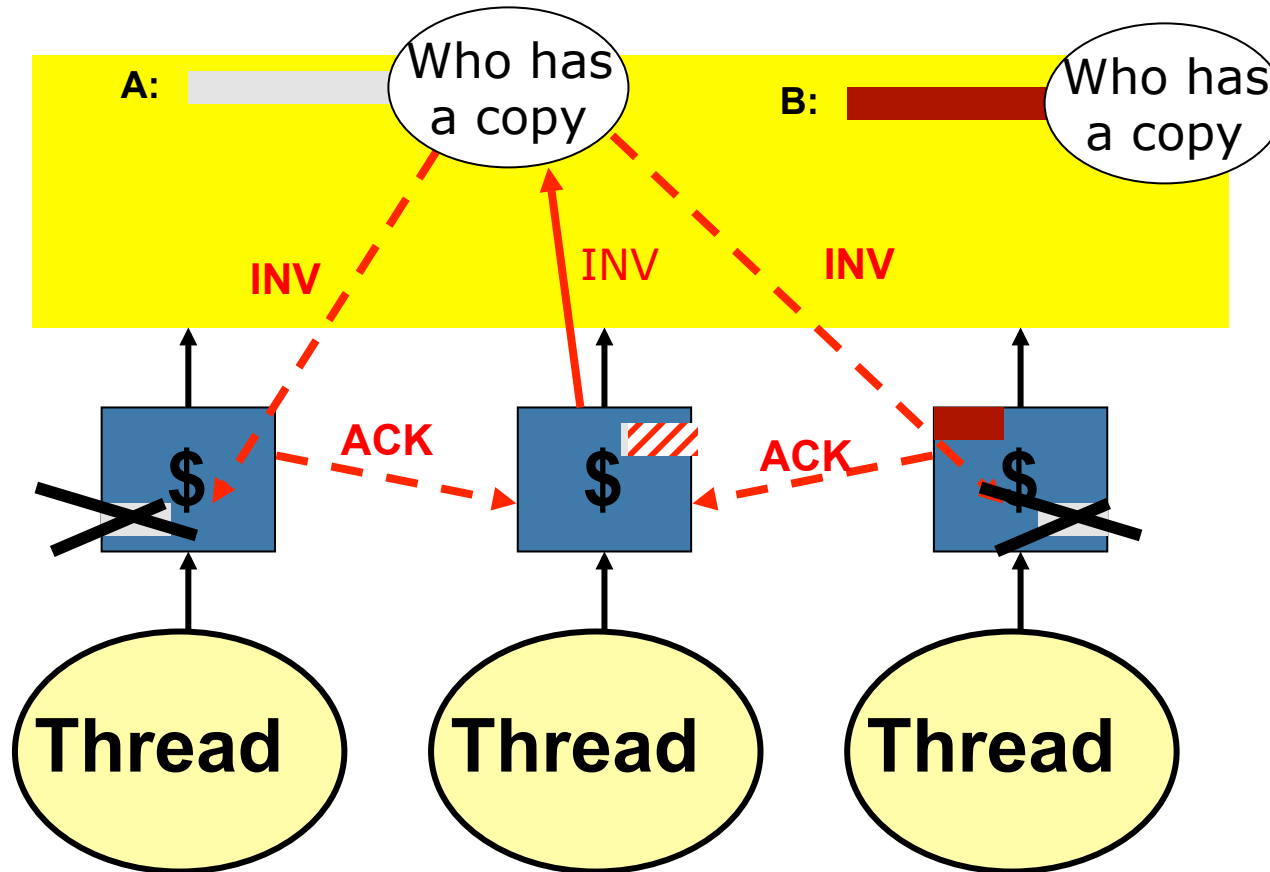 Who has
a copy
A:
Who has
a copy
B:
INV
INV
INV
ACK
ACK
$
$
$
Thread
Thread
Thread